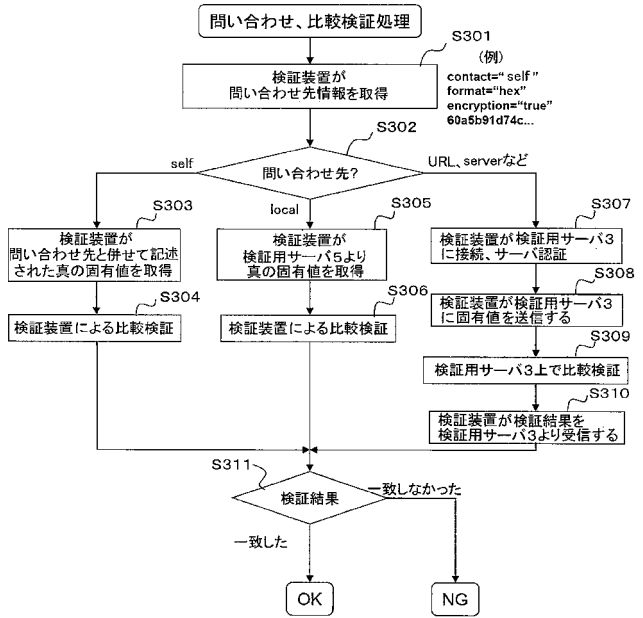 問い合わせ、比較検証処理
S301
(例)
検証装置が
問い合わせ先情報を取得
contact=“ self ”
format=“hex”
encryption=“true”
60a5b91d74c...
S302
問い合わせ先?
self
local
URL、serverなど
S303
検証装置が
問い合わせ先と併せて記述
された真の固有値を取得
S304
検証装置による比較検証
S305
検証装置が
検証用サーバ5より
真の固有値を取得
S306
検証装置による比較検証
S307
検証装置が検証用サーバ3
に接続、サーバ認証
S308
検証装置が検証用サーバ3
に固有値を送信する
S309
検証用サーバ3上で比較検証
S310
検証装置が検証結果を
検証用サーバ3より受信する
S311
検証結果
一致しなかった
一致した
OK
NG